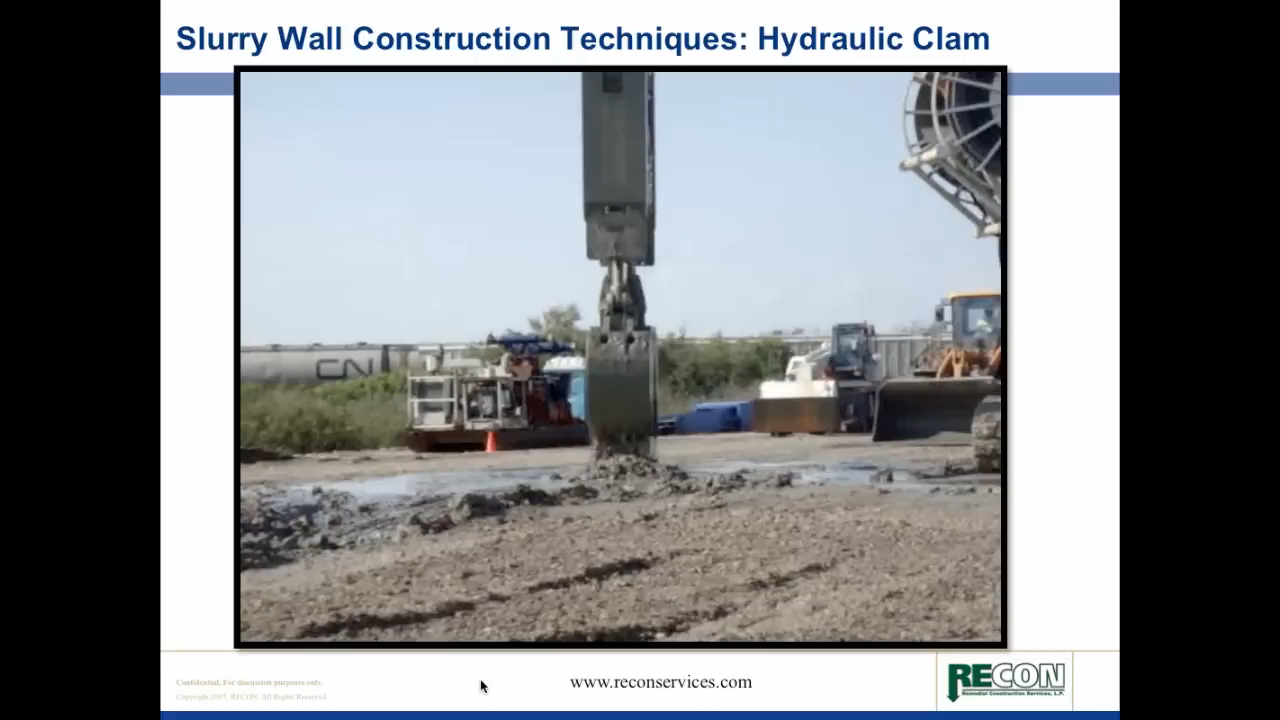 Slurry Wall Construction Techniques: Hydraulic Clam
CN
Confidential. For discussion purposes only.
Copyright 2007. RECON. All Rights Reserved.
www.reconservices.com
RECON
Remedial Construction Services, L.P.